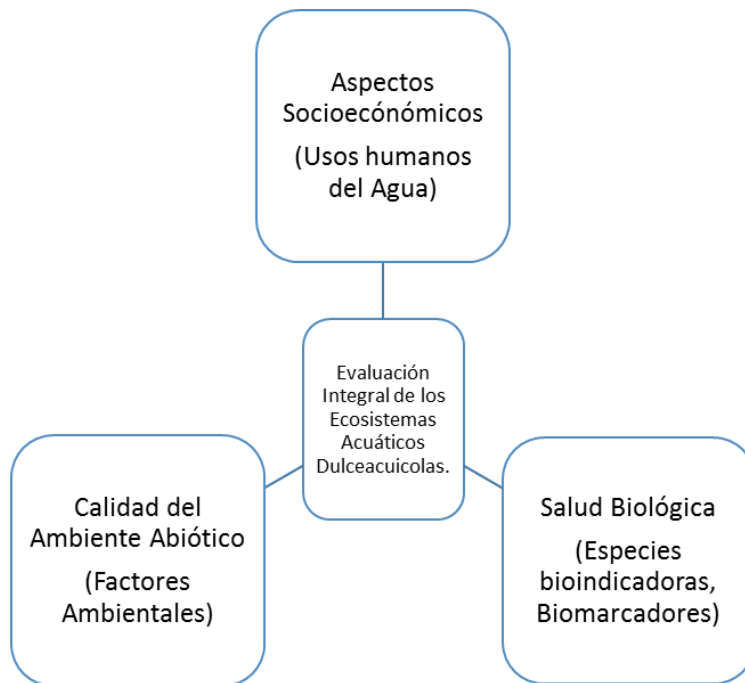 Aspectos
Socioecónómicos
(Usos humanos
del Agua)
Evaluación
Integral de los
Ecosistemas
Acuáticos
Dulceacuicolas.
Calidad del
Ambiente Abiótico
(Factores
Ambientales)
Salud Biológica
(Especies
bioindicadoras,
Biomarcadores)